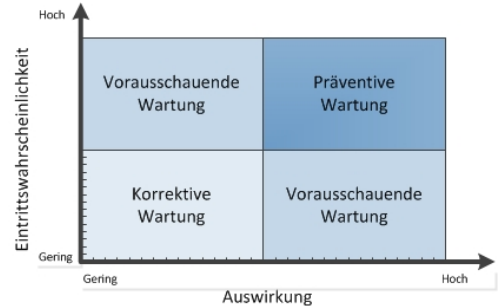 Hoch
Eintrittswahrscheinlichkeit
Vorausschauende
Wartung
Präventive
Wartung
Korrektive
Wartung
Vorausschauende
Wartung
Gering
Gering
Hoch
Auswirkung